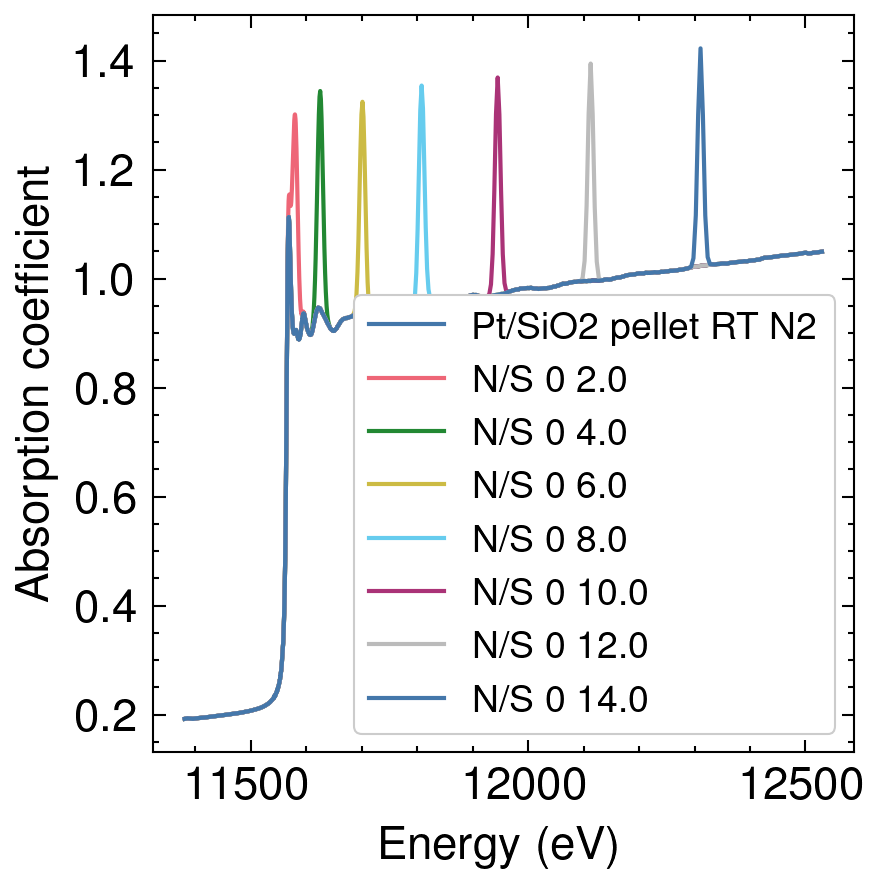 1.4
1.2
1.0
0.8
0.6
0.4
0.2
Absorption coefficient
Pt/SiO2 pellet RT N2
N/S 0 2.0
N/S 0 4.0
N/S 0 6.0
N/S 0 8.0
N/S 0 10.0
N/S 0 12.0
N/S 0 14.0
11500 12000 12500
Energy (eV)